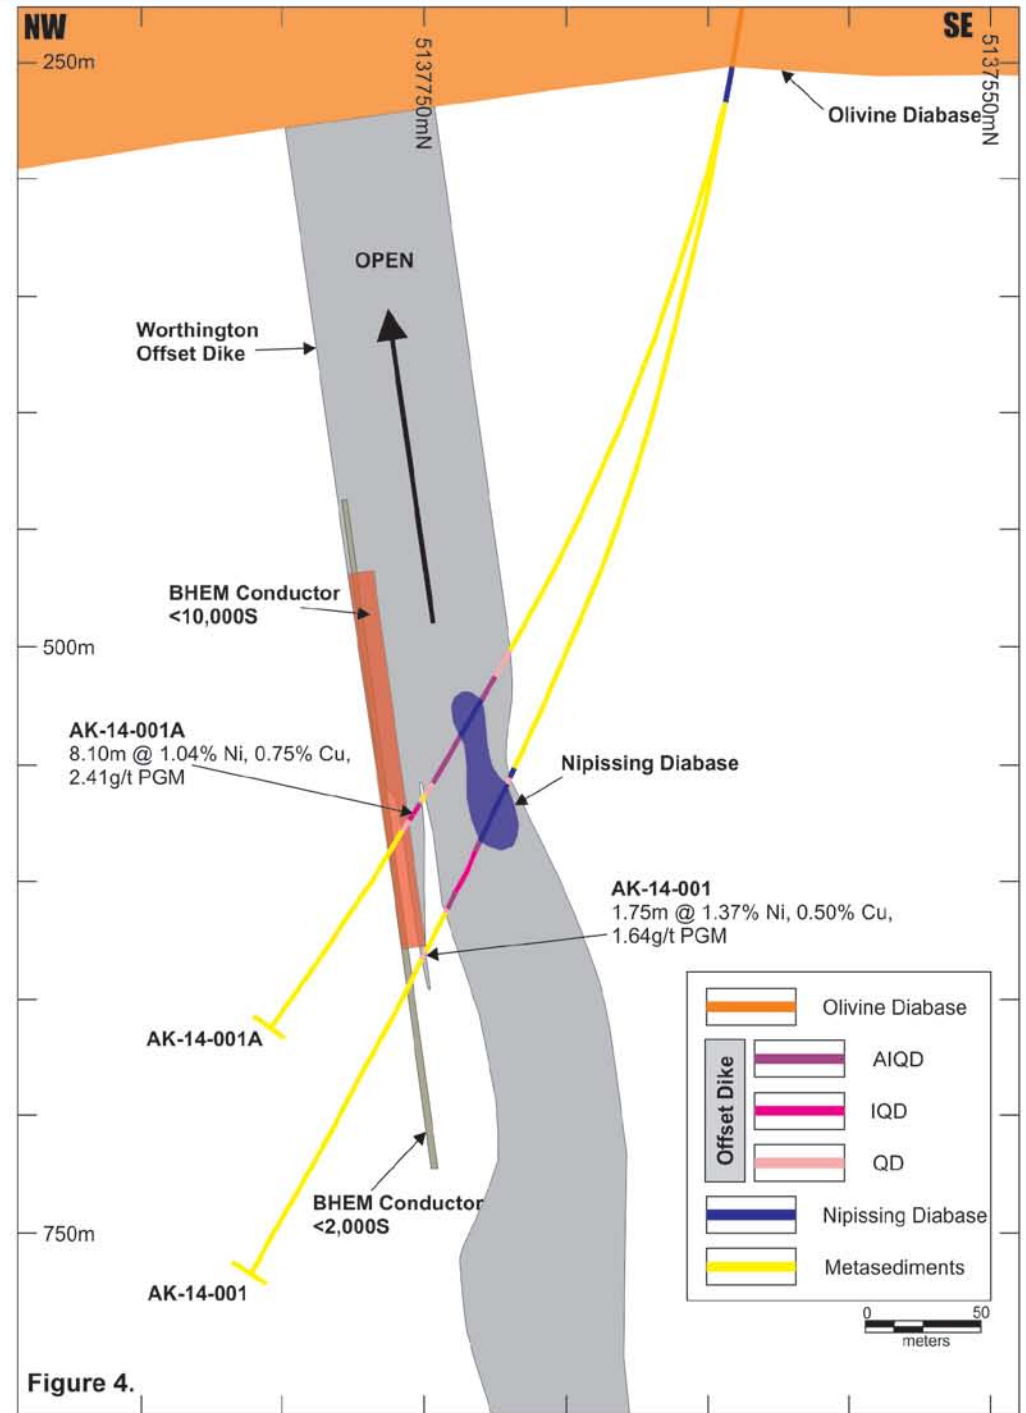 NW
SE
5137750mN
5137550mN
250m
Olivine Diabase
OPEN
Worthington
Offset Dike
BHEM Conductor
<10,000S
500m
AK-14-001A
8.10m @ 1.04% Ni, 0.75% Cu,
2.41g/t PGM
Nipissing Diabase
AK-14-001
1.75m @ 1.37% Ni, 0.50% Cu,
1.64g/t PGM
AK-14-001A
BHEM Conductor
<2,000S
750m
AK-14-001
Olivine Diabase
Offset Dike
AIQD
IQD
QD
Nipissing Diabase
Metasediments
0 50
meters
Figure 4.